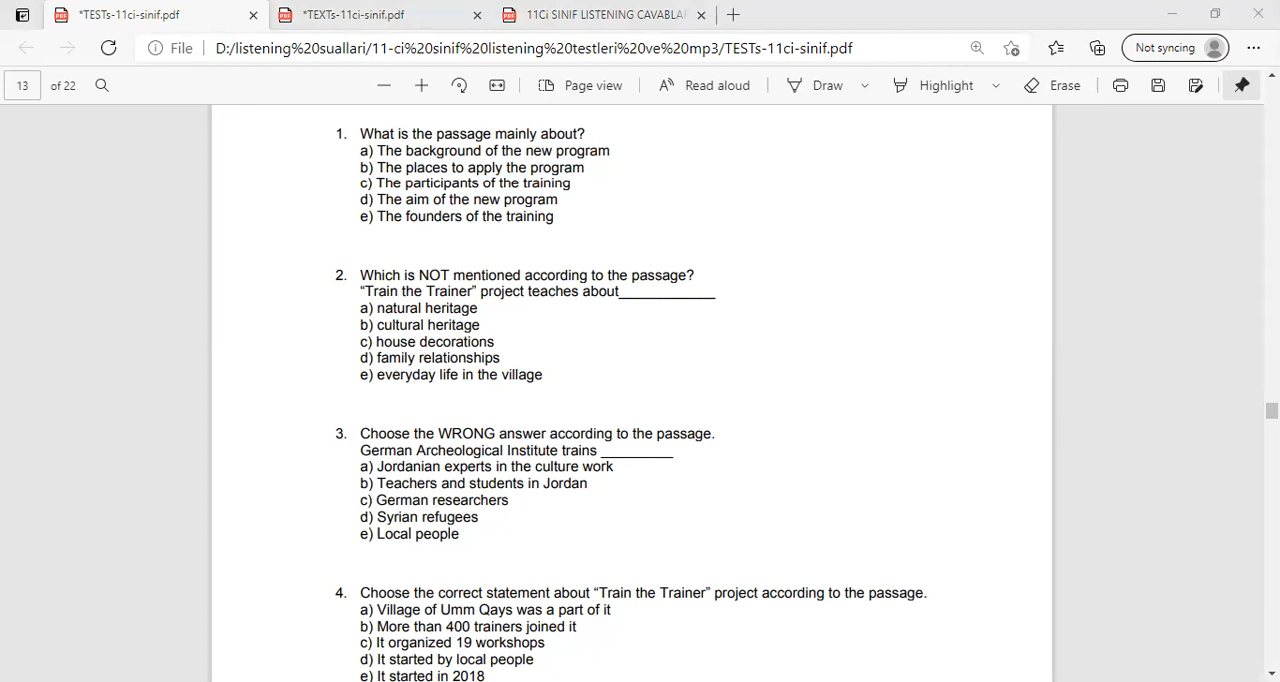 *TESTs-11ci-sinif.pdf
*TEXTs-11ci-sinif.pdf
11Ci SINIF LISTENING CAVABLAR
File
D:/listening%20suallari/11-ci%20sinif%20listening%20testleri%20ve%20mp3/TESTs-11ci-sinif.pdf
Not syncing
13 of 22
Page view
Read aloud
Draw
Highlight
Erase
1. What is the passage mainly about?
a) The background of the new program
b) The places to apply the program
c) The participants of the training
d) The aim of the new program
e) The founders of the training
2. Which is NOT mentioned according to the passage?
“Train the Trainer” project teaches about____________
a) natural heritage
b) cultural heritage
c) house decorations
d) family relationships
e) everyday life in the village
3. Choose the WRONG answer according to the passage.
German Archeological Institute trains _________
a) Jordanian experts in the culture work
b) Teachers and students in Jordan
c) German researchers
d) Syrian refugees
e) Local people
4. Choose the correct statement about “Train the Trainer” project according to the passage.
a) Village of Umm Qays was a part of it
b) More than 400 trainers joined it
c) It organized 19 workshops
d) It started by local people
e) It started in 2018